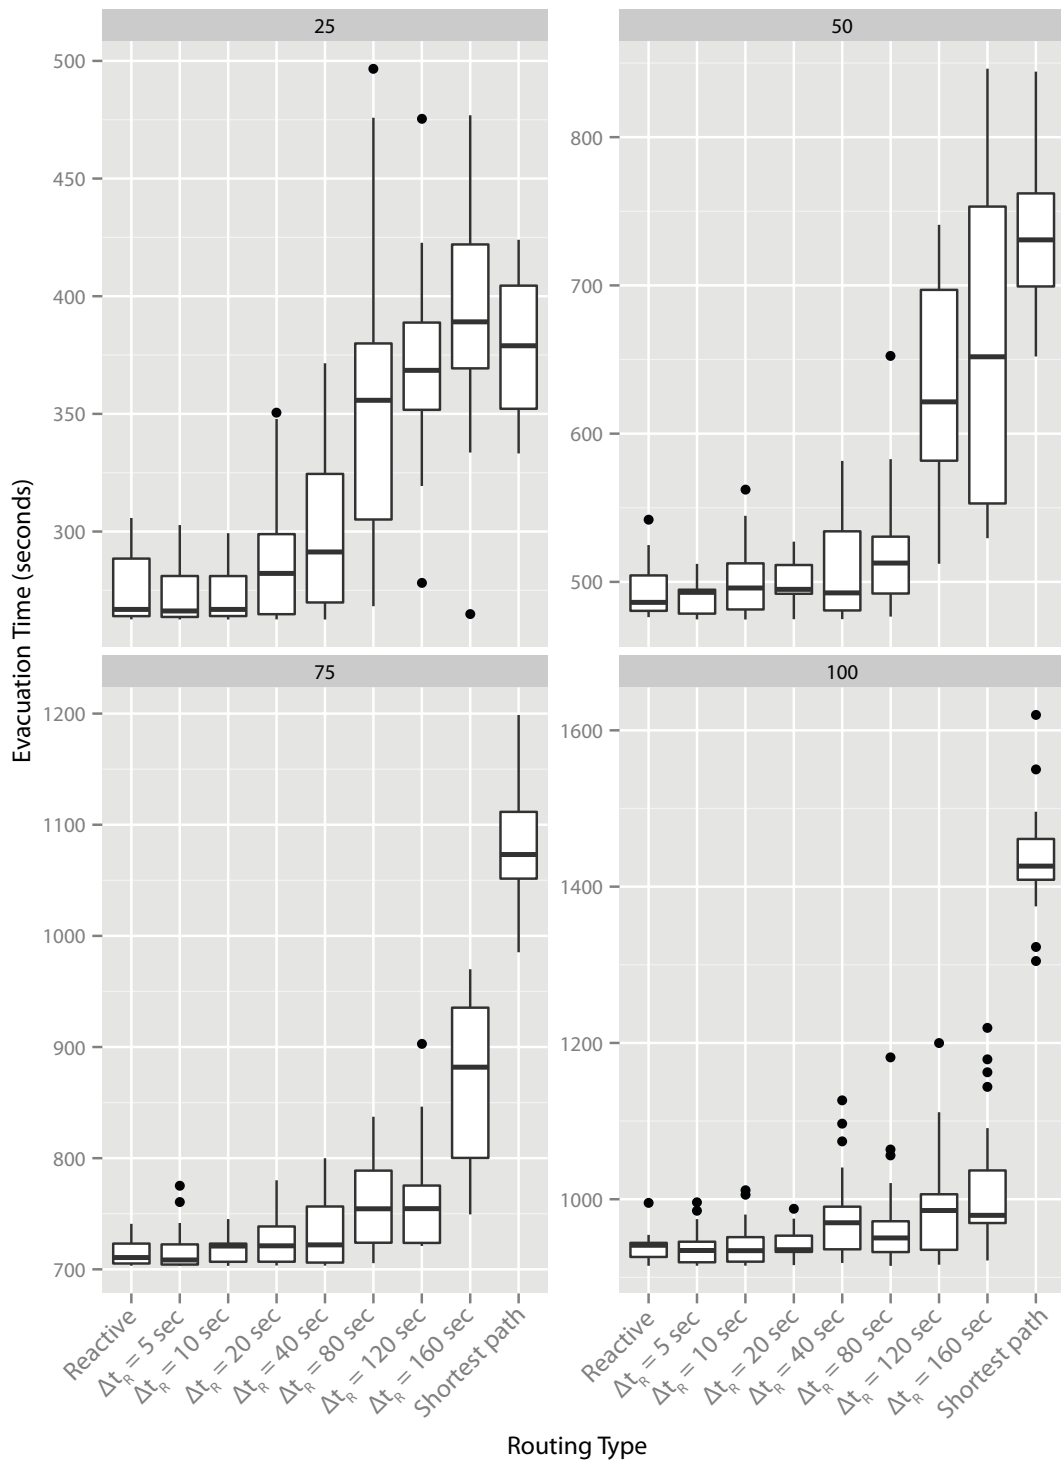 25
50
500
450
400
350
300
800
700
600
500
Evacuation Time (seconds)
75
100
1200
1100
1000
900
800
700
1600
1400
1200
1000
Reactive
Δt_R = 5 sec
Δt_R = 10 sec
Δt_R = 20 sec
Δt_R = 40 sec
Δt_R = 80 sec
Δt_R = 120 sec
Δt_R = 160 sec
Shortest path
Reactive
Δt_R = 5 sec
Δt_R = 10 sec
Δt_R = 20 sec
Δt_R = 40 sec
Δt_R = 80 sec
Δt_R = 120 sec
Δt_R = 160 sec
Shortest path
Routing Type